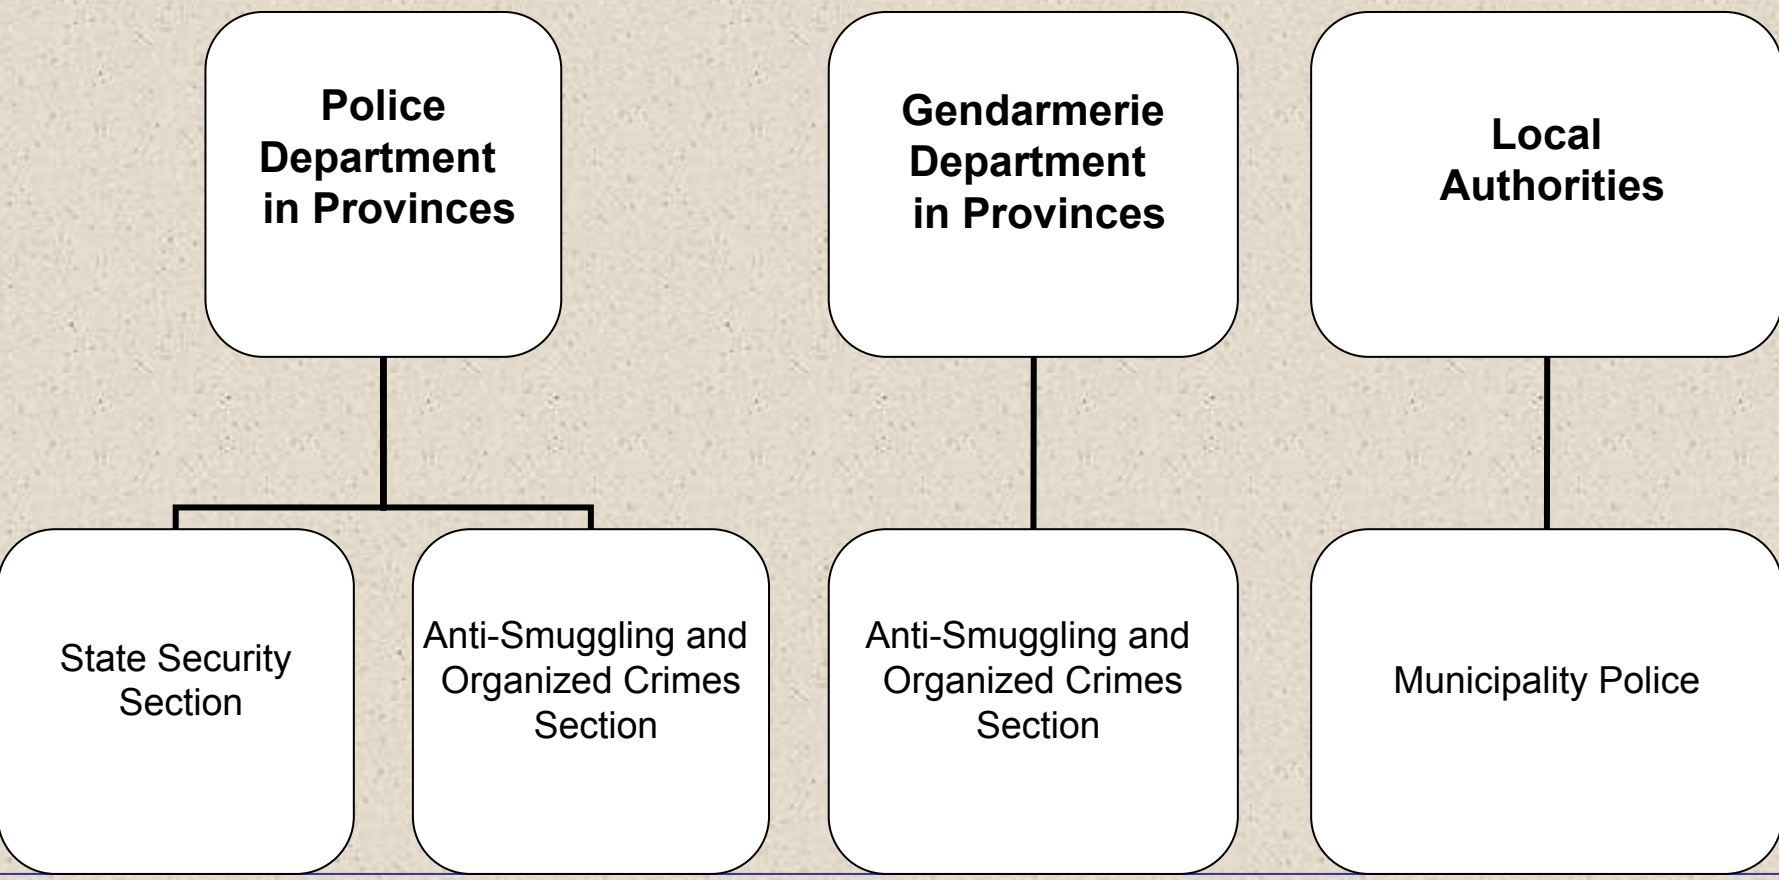 Police
Department
in Provinces
Gendarmerie
Department
in Provinces
Local
Authorities
State Security
Section
Anti-Smuggling and
Organized Crimes
Section
Anti-Smuggling and
Organized Crimes
Section
Municipality Police